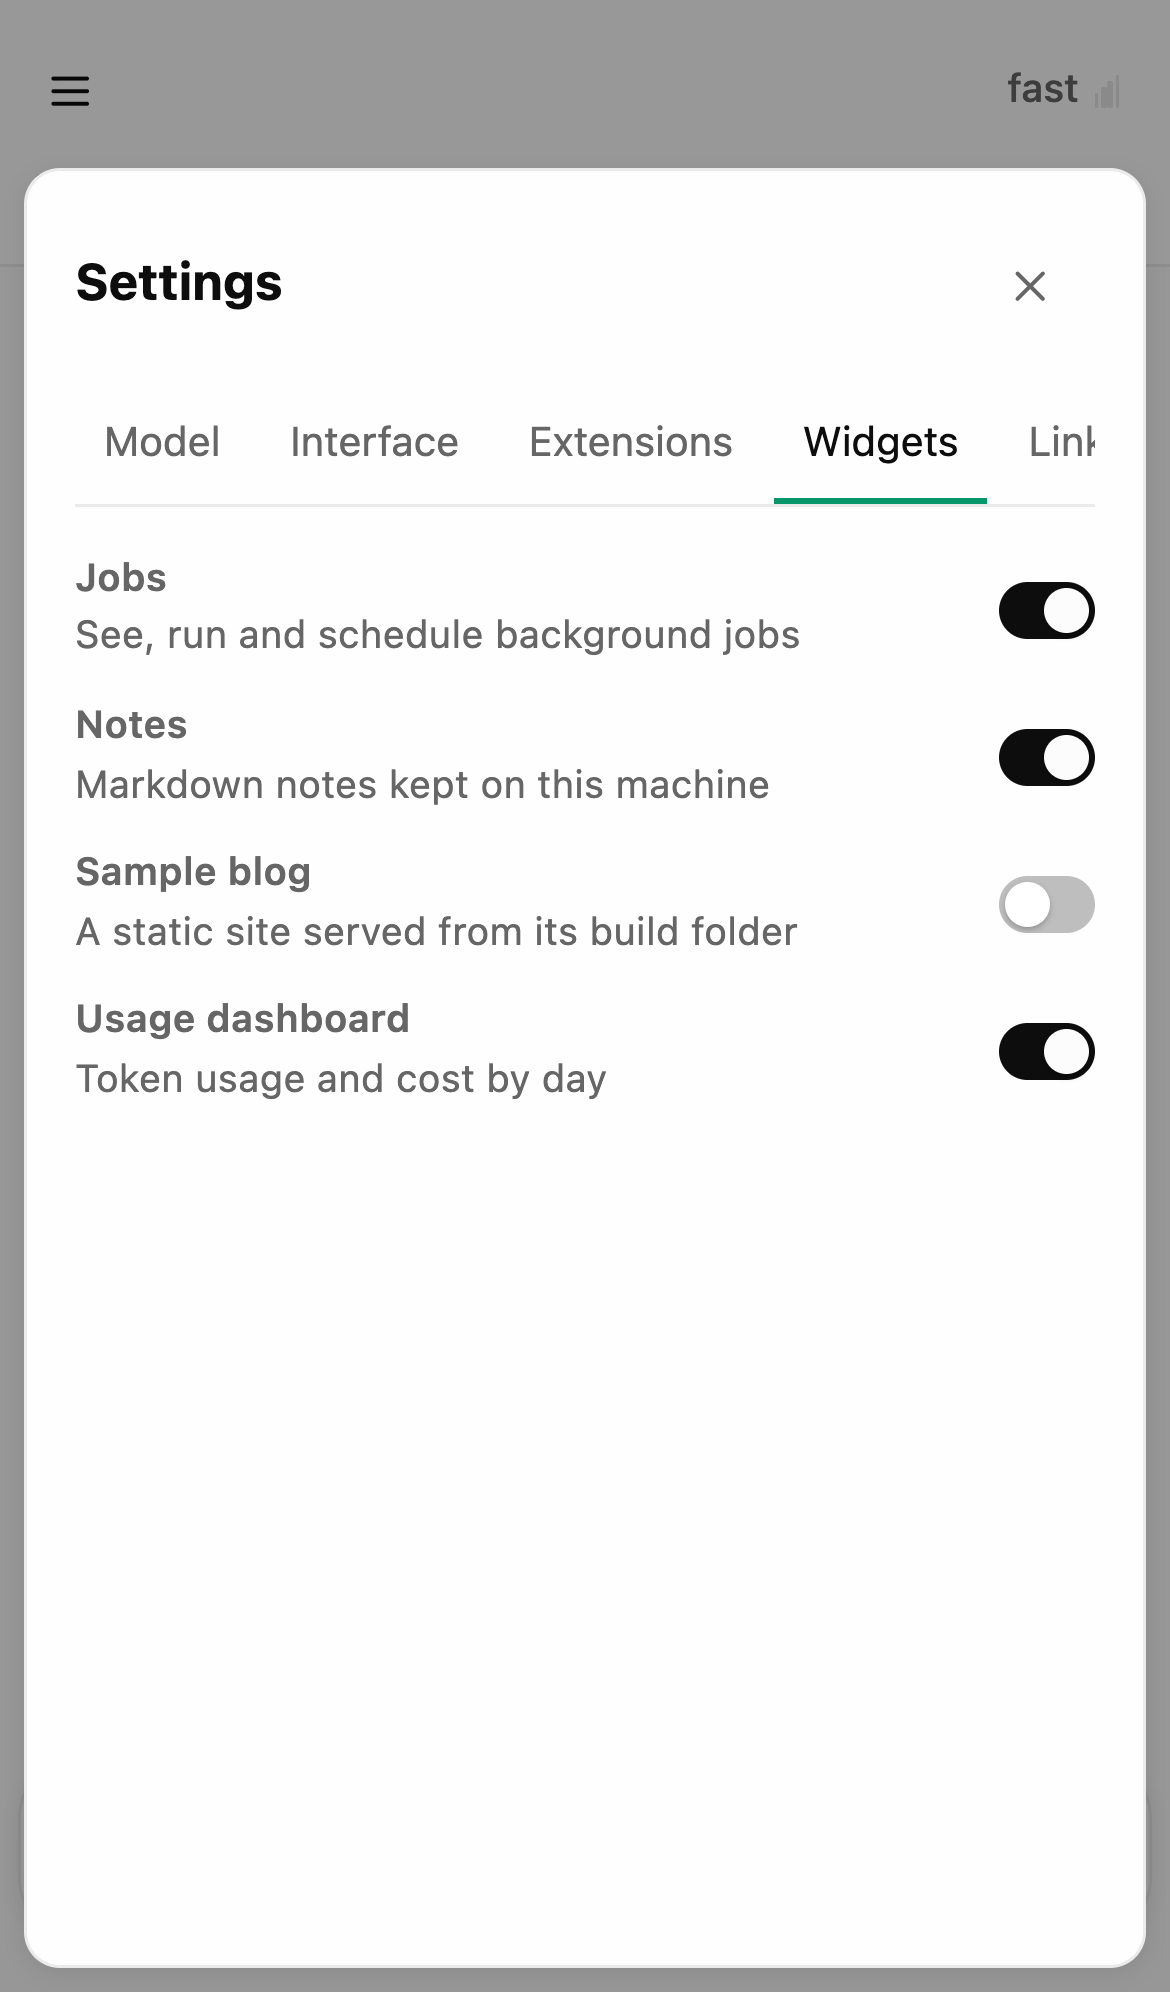 fast
Settings
Model Interface Extensions Widgets Link
Jobs
See, run and schedule background jobs
Notes
Markdown notes kept on this machine
Sample blog
A static site served from its build folder
Usage dashboard
Token usage and cost by day